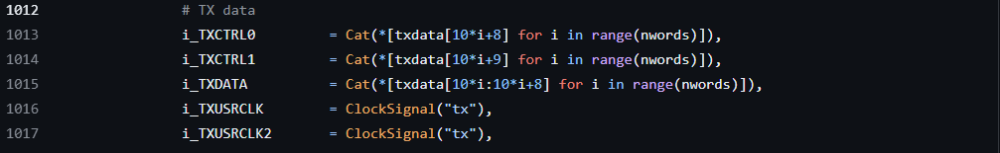 1012 # TX data
1013 i_TXCTRL0 = Cat(*[txdata[10*i+8] for i in range(nwords)]),
1014 i_TXCTRL1 = Cat(*[txdata[10*i+9] for i in range(nwords)]),
1015 i_TXDATA = Cat(*[txdata[10*i:10*i+8] for i in range(nwords)]),
1016 i_TXUSRCLK = ClockSignal("tx"),
1017 i_TXUSRCLK2 = ClockSignal("tx"),